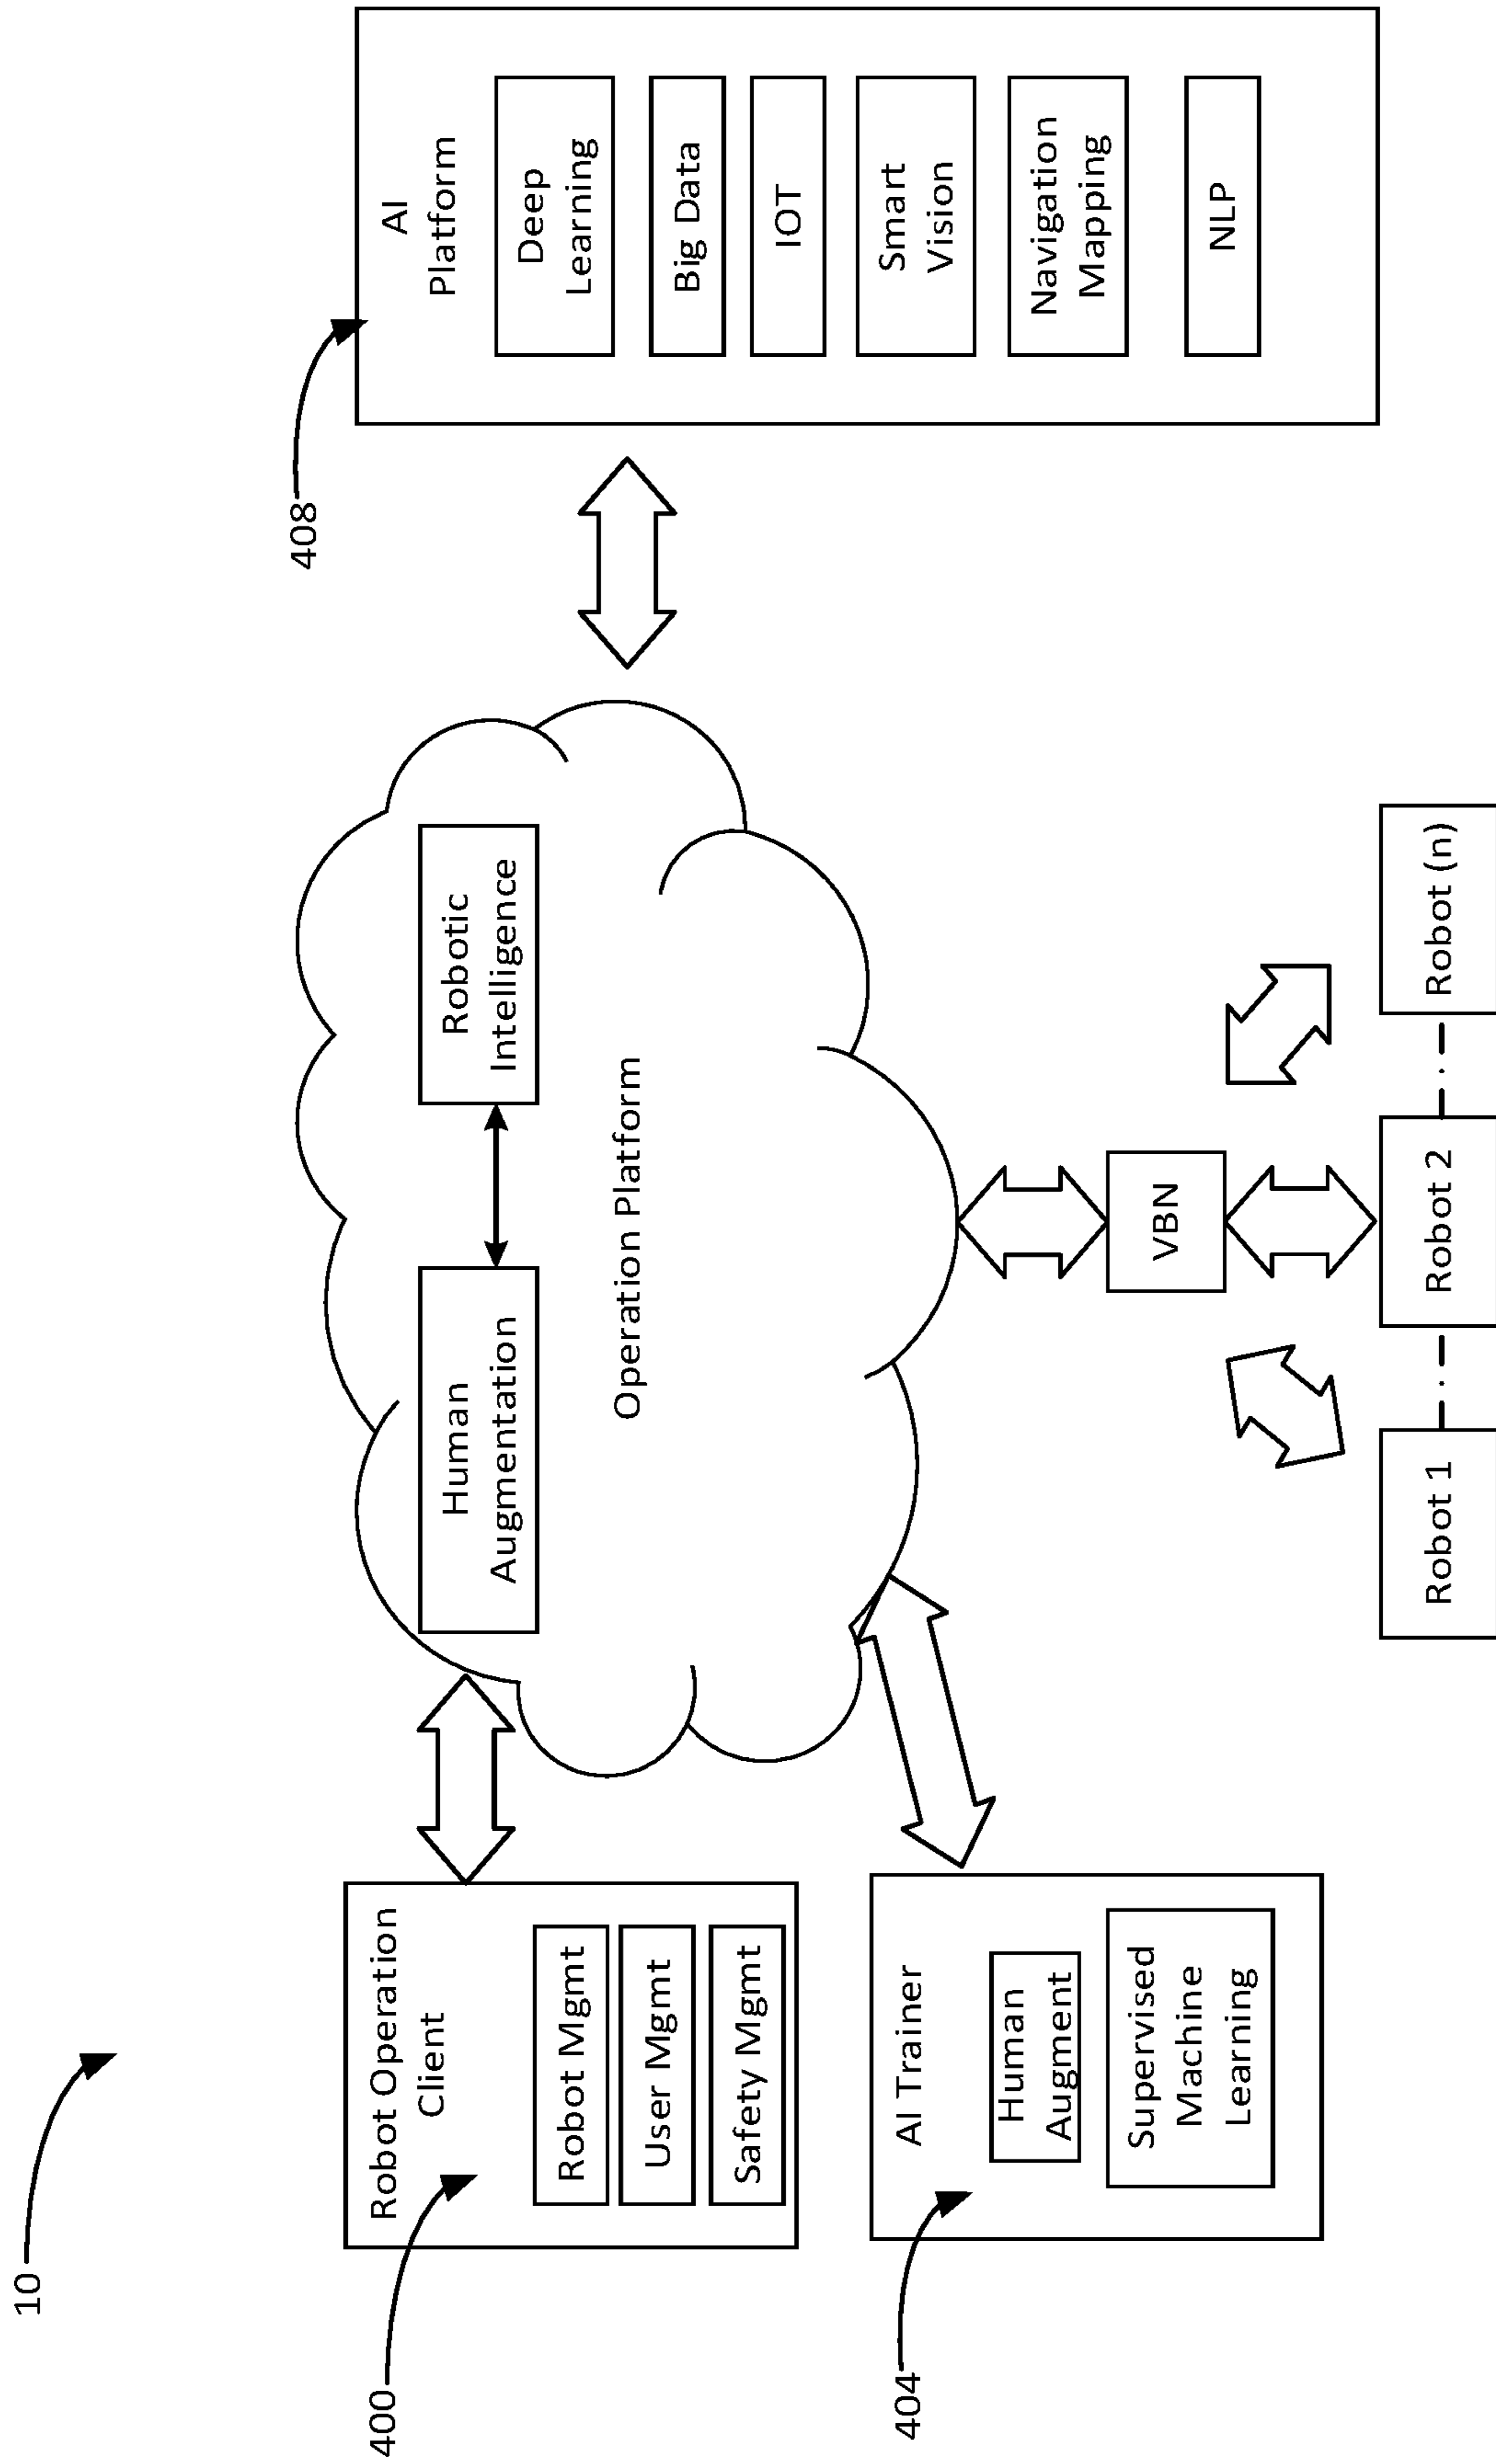 10
400
Robot Operation
Client
Robot Mgmt
User Mgmt
Safety Mgmt
404
AI Trainer
Human
Augment
Supervised
Machine
Learning
Human
Augmentation
Robotic
Intelligence
Operation Platform
VBN
Robot 1
Robot 2
Robot (n)
408
AI
Platform
Deep
Learning
Big Data
IOT
Smart
Vision
Navigation
Mapping
NLP